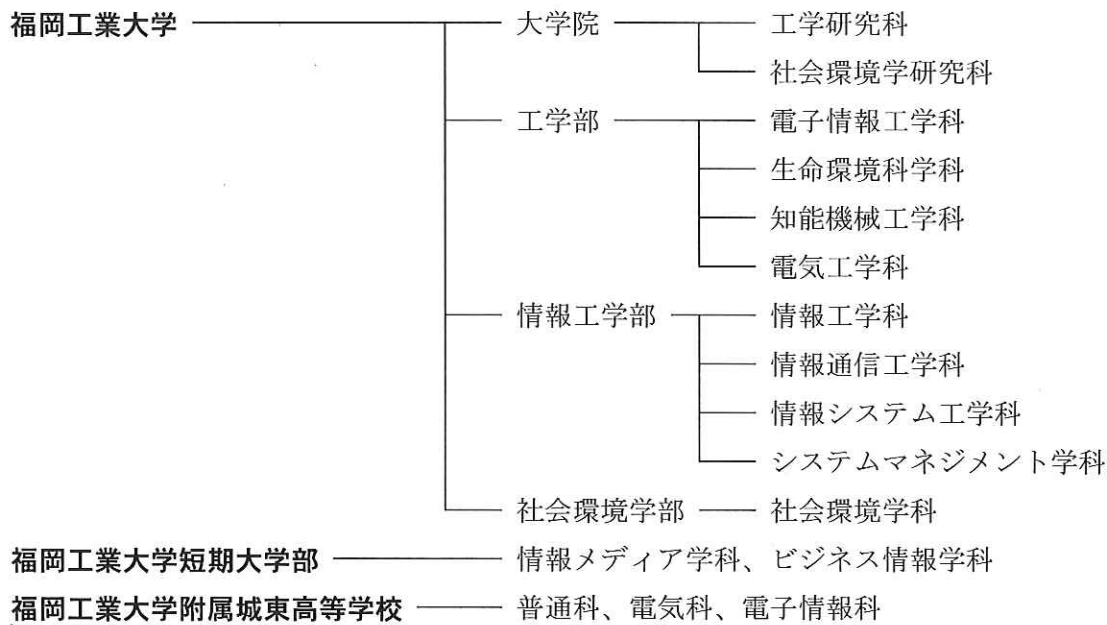 福岡工業大学 大学院 工学研究科
社会環境学研究科
工学部 電子情報工学科
生命環境科学科
知能機械工学科
電気工学科
情報工学部 情報工学科
情報通信工学科
情報システム工学科
システムマネジメント学科
社会環境学部 社会環境学科
福岡工業大学短期大学部 情報メディア学科、ビジネス情報学科
福岡工業大学附属城東高等学校 普通科、電気科、電子情報科